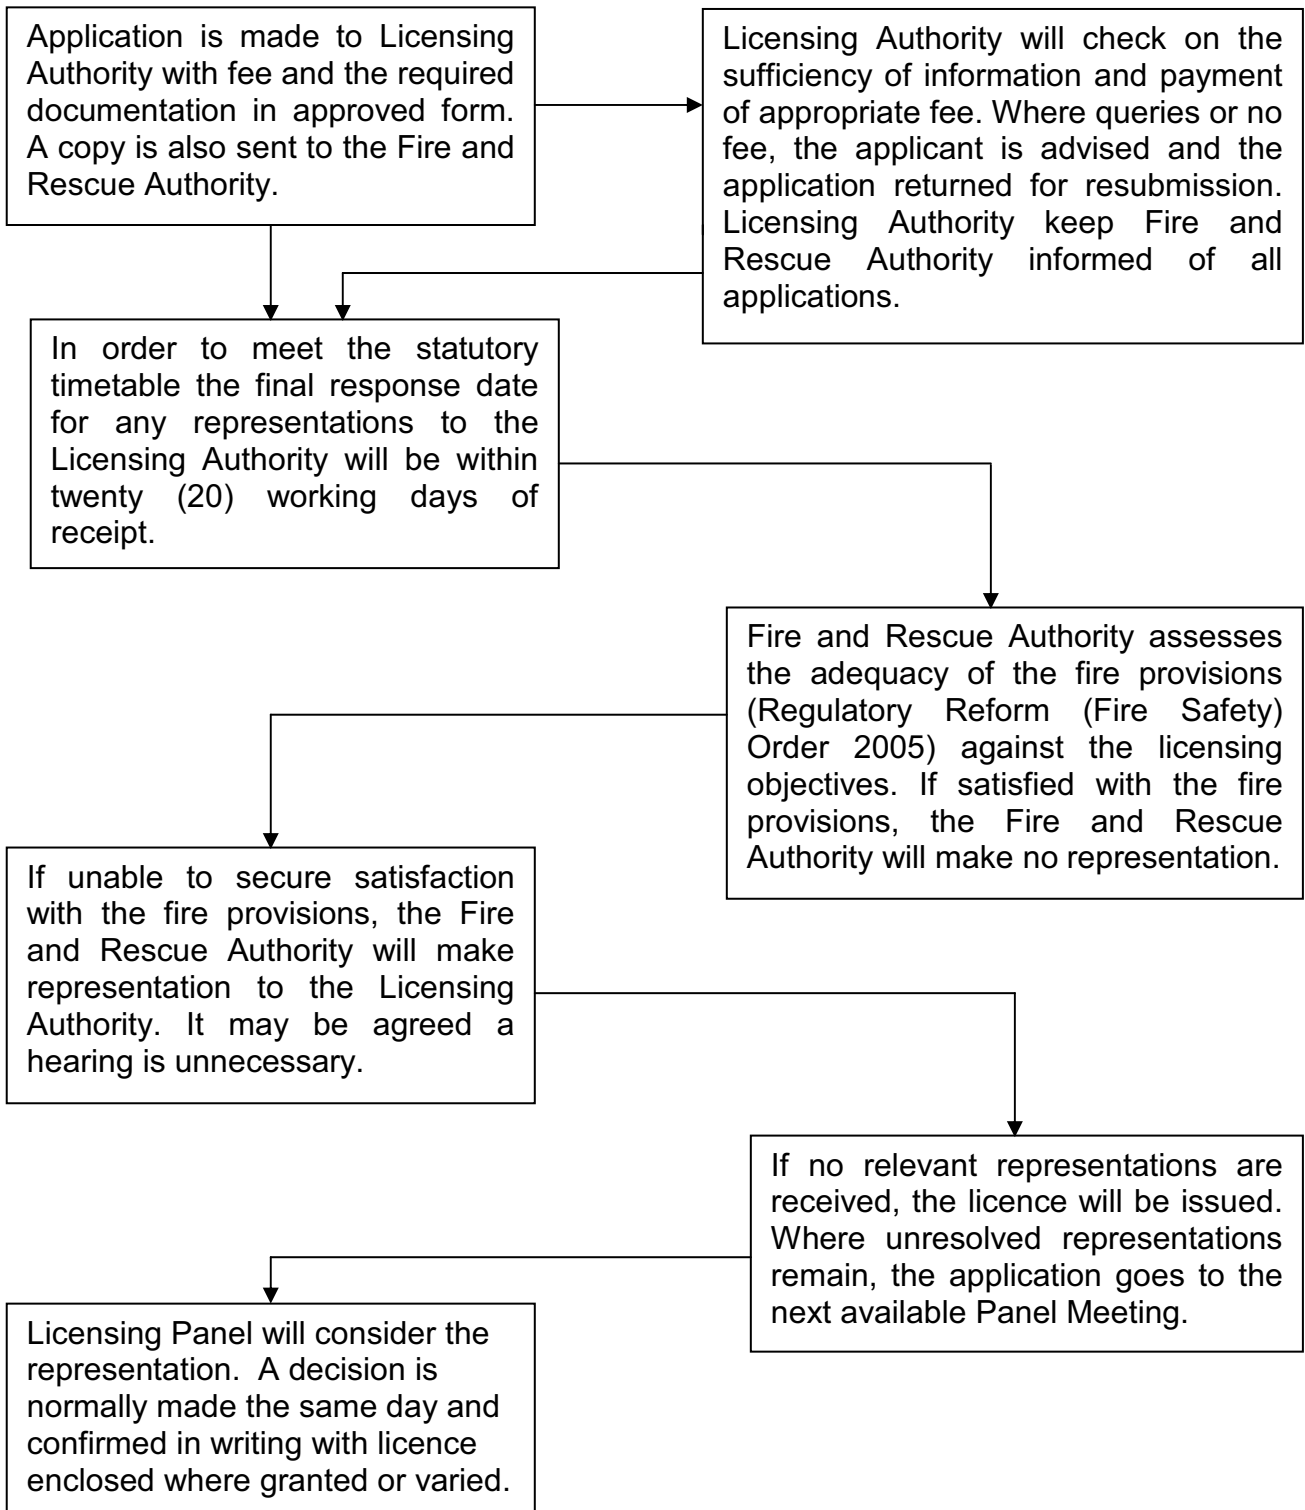 Application is made to Licensing
Authority with fee and the required
documentation in approved form.
A copy is also sent to the Fire and
Rescue Authority.
Licensing Authority will check on the
sufficiency of information and payment
of appropriate fee. Where queries or no
fee, the applicant is advised and the
application returned for resubmission.
Licensing Authority keep Fire and
Rescue Authority informed of all
applications.
In order to meet the statutory
timetable the final response date
for any representations to the
Licensing Authority will be within
twenty (20) working days of
receipt.
Fire and Rescue Authority assesses
the adequacy of the fire provisions
(Regulatory Reform (Fire Safety)
Order 2005) against the licensing
objectives. If satisfied with the fire
provisions, the Fire and Rescue
Authority will make no representation.
If unable to secure satisfaction
with the fire provisions, the Fire
and Rescue Authority will make
representation to the Licensing
Authority. It may be agreed a
hearing is unnecessary.
If no relevant representations are
received, the licence will be issued.
Where unresolved representations
remain, the application goes to the
next available Panel Meeting.
Licensing Panel will consider the
representation.  A decision is
normally made the same day and
confirmed in writing with licence
enclosed where granted or varied.